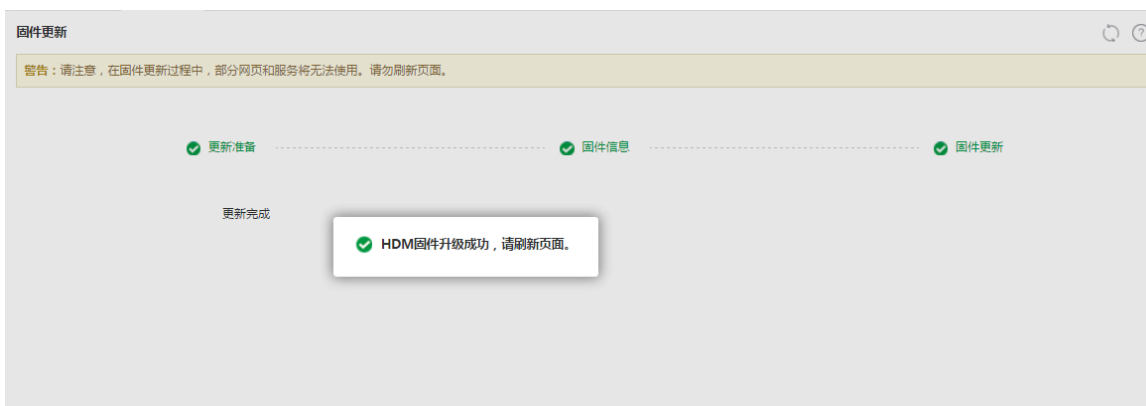 固件更新
警告：请注意，在固件更新过程中，部分网页和服务将无法使用。请勿刷新页面。
更新准备 固件信息 固件更新
更新完成
HDM固件升级成功，请刷新页面。